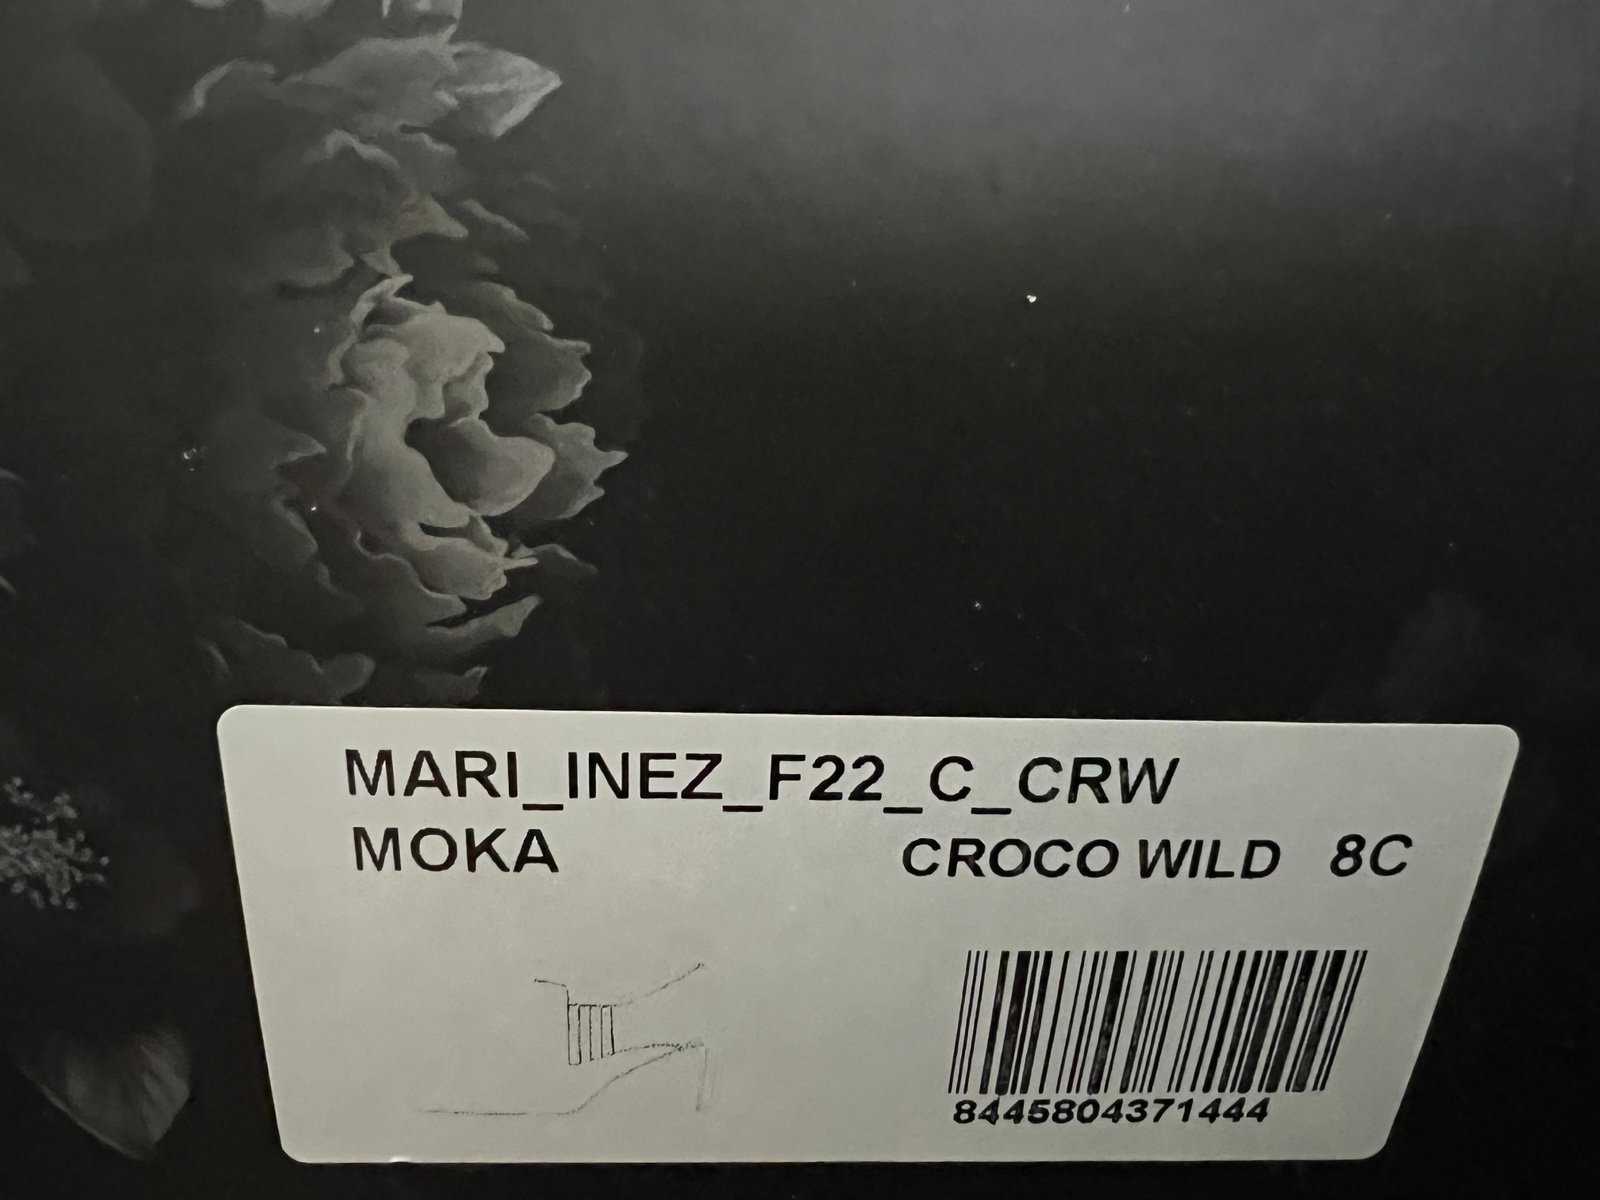 MARI_INEZ_F22_C_CRW
MOKA CROCO WILD 8C
8445804371444